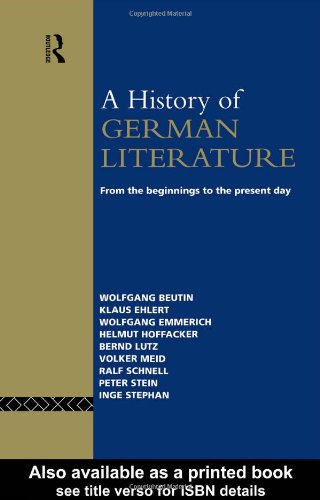 ROUTLEDGE
A History of
GERMAN
LITERATURE
From the beginnings to the present day
WOLFGANG BEUTIN
KLAUS EHLERT
WOLFGANG EMMERICH
HELMUT HOFFACKER
BERND LUTZ
VOLKER MEID
RALF SCHNELL
PETER STEIN
INGE STEPHAN
Also available as a printed book
see title verso for ISBN details